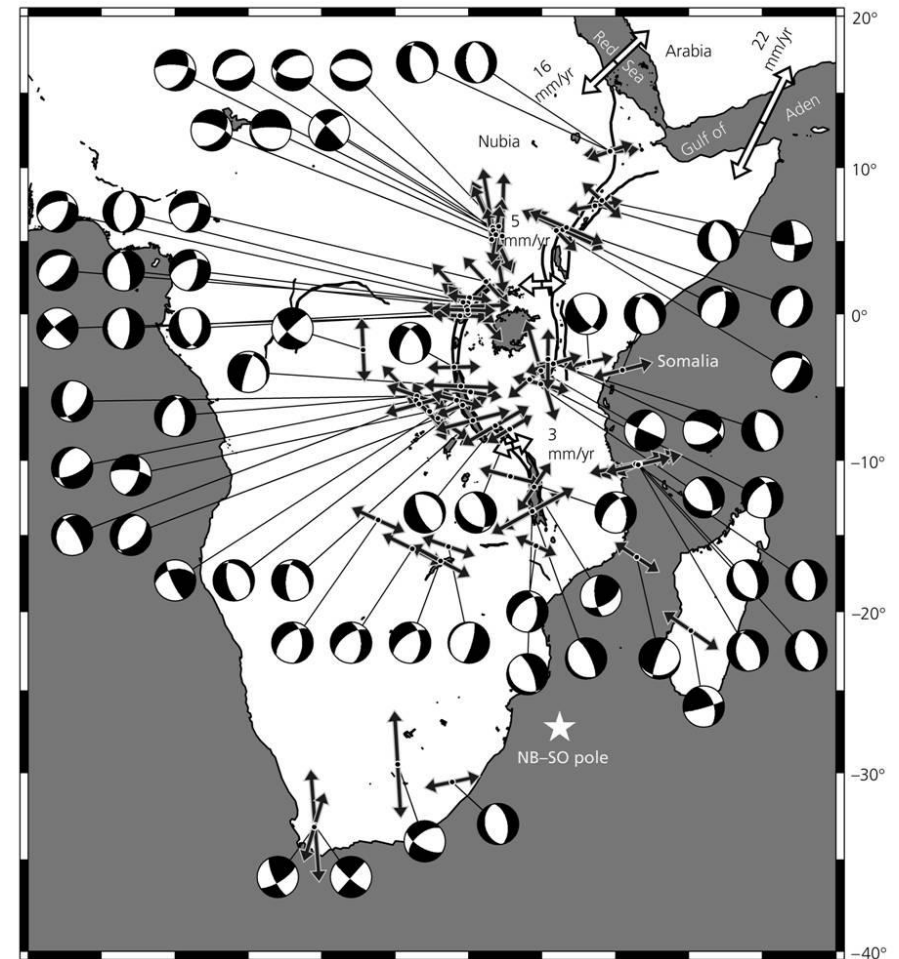 20°
Red Sea
Arabia
16
mm/yr
22
mm/yr
Gulf of Aden
Nubia
10°
5
mm/yr
0°
Somalia
3
mm/yr
−10°
−20°
NB–SO pole
−30°
−40°